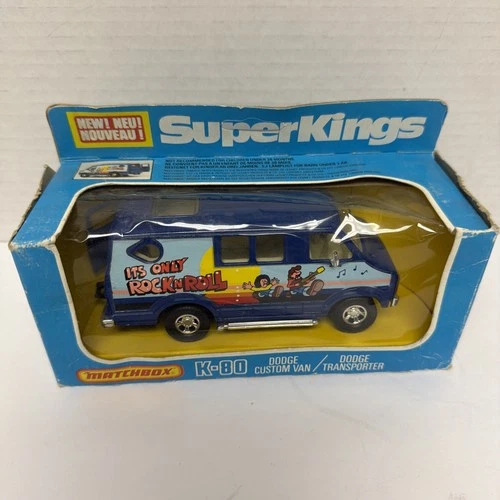 NEW! NEU!
NOUVEAU!
SuperKings
IT'S ONLY
ROCK'N ROLL
MATCHBOX
K-80
DODGE
CUSTOM VAN /
DODGE
TRANSPORTER